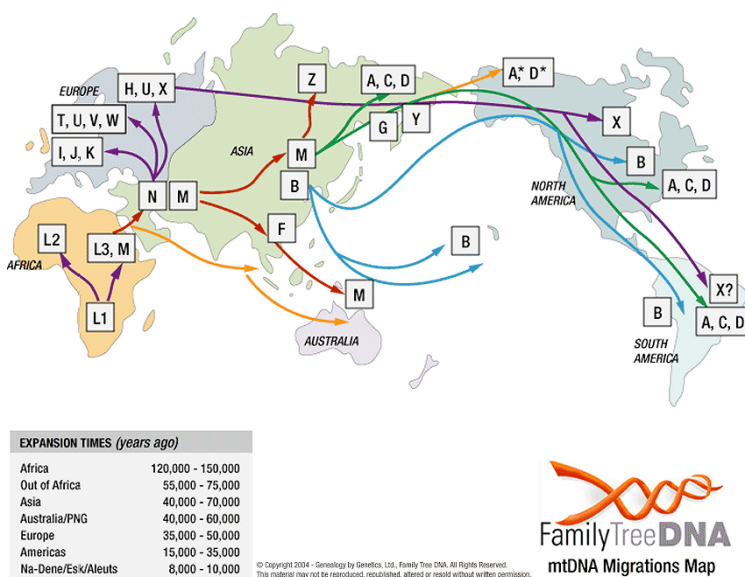 Z
A, C, D
A,* D*
EUROPE
H, U, X
T, U, V, W
G
Y
X
I, J, K
ASIA
M
B
B
N
M
NORTH
AMERICA
A, C, D
L2
L3, M
F
B
AFRICA
M
X?
L1
B
A, C, D
AUSTRALIA
SOUTH
AMERICA
EXPANSION TIMES (years ago)
Africa 120,000 - 150,000
Out of Africa 55,000 - 75,000
Asia 40,000 - 70,000
Australia/PNG 40,000 - 60,000
Europe 35,000 - 50,000
Americas 15,000 - 35,000
Na-Dene/Esk/Aleuts 8,000 - 10,000
FamilyTreeDNA
mtDNA Migrations Map
© Copyright 2004 - Genealogy by Genetics, Ltd., Family Tree DNA. All Rights Reserved.
This material may not be reproduced, republished, altered or resold without written permission.